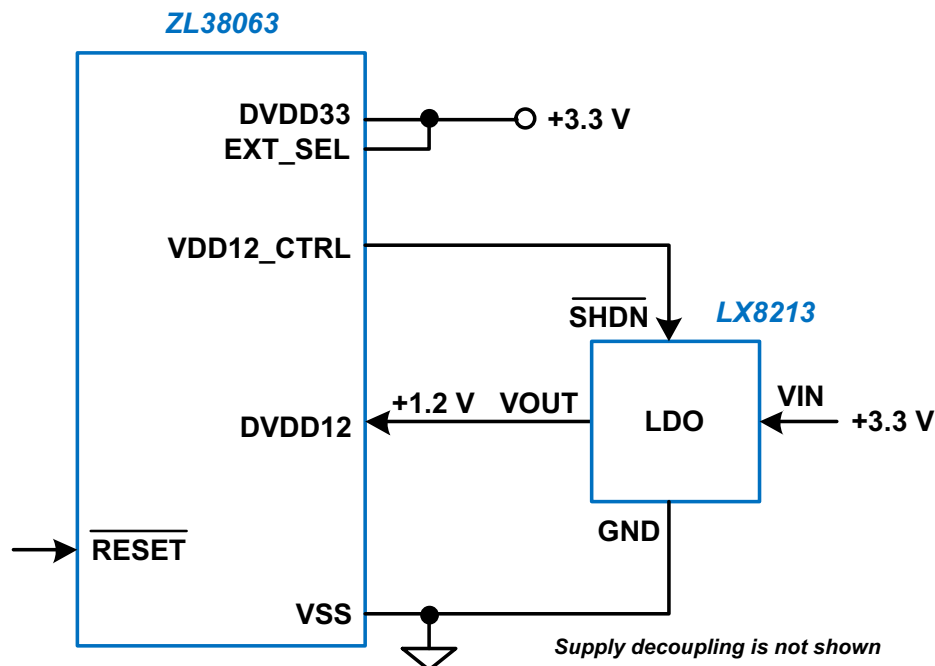 ZL38063
DVDD33
EXT_SEL
+3.3 V
VDD12_CTRL
SHDN
LX8213
DVDD12
+1.2 V
VOUT
LDO
VIN
+3.3 V
RESET
GND
VSS
Supply decoupling is not shown